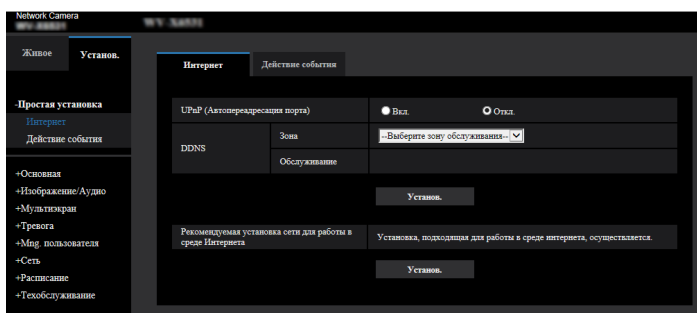 Network Camera
Живое
Установ.
Интернет
Действие события
-Простая установка
Интернет
Действие события
+Основная
+Изображение/Аудио
+Мультиэкран
+Тревога
+Mng. пользователя
+Сеть
+Расписание
+Техобслуживание
UPnP (Автопереадресация порта)
Вкл.
Откл.
DDNS
Зона
--Выберите зону обслуживания--
Обслуживание
Установ.
Рекомендуемая установка сети для работы в
среде Интернета
Установка, подходящая для работы в среде интернета, осуществляется.
Установ.